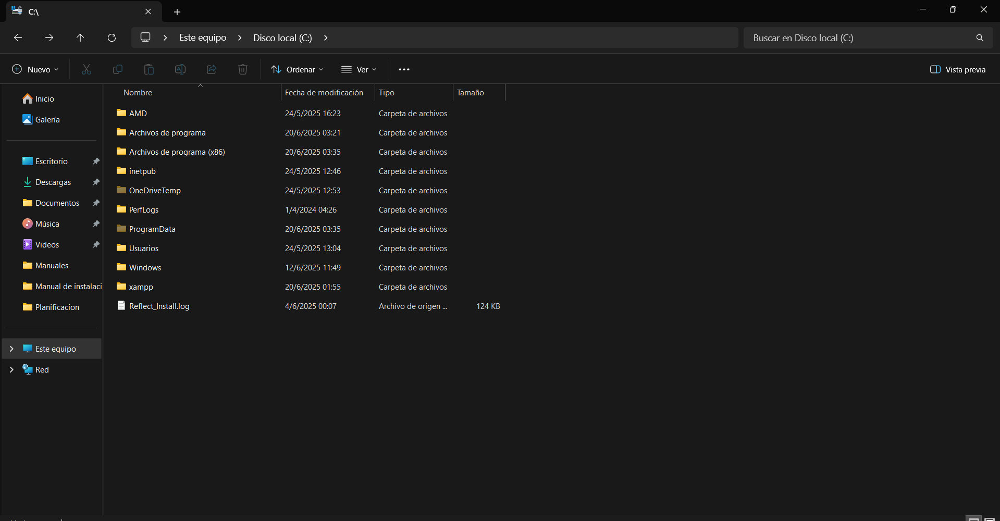 C:\
Este equipo > Disco local (C:) >
Buscar en Disco local (C:)
Nuevo
Ordenar
Ver
Vista previa
Nombre Fecha de modificación Tipo Tamaño
AMD 24/5/2025 16:23 Carpeta de archivos
Archivos de programa 20/6/2025 03:21 Carpeta de archivos
Archivos de programa (x86) 20/6/2025 03:35 Carpeta de archivos
inetpub 24/5/2025 12:46 Carpeta de archivos
OneDriveTemp 24/5/2025 12:53 Carpeta de archivos
PerfLogs 1/4/2024 04:26 Carpeta de archivos
ProgramData 20/6/2025 03:35 Carpeta de archivos
Usuarios 24/5/2025 13:04 Carpeta de archivos
Windows 12/6/2025 11:49 Carpeta de archivos
xampp 20/6/2025 01:55 Carpeta de archivos
Reflect_Install.log 4/6/2025 00:07 Archivo de origen ... 124 KB
Inicio
Galería
Escritorio
Descargas
Documentos
Música
Videos
Manuales
Manual de instalaci
Planificacion
Este equipo
Red